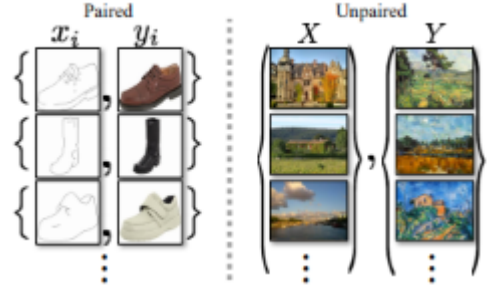 Paired
Unpaired
x_i
y_i
X
Y
{ , }
{ , }
{ , }
{ } , { }
⋮
⋮
⋮